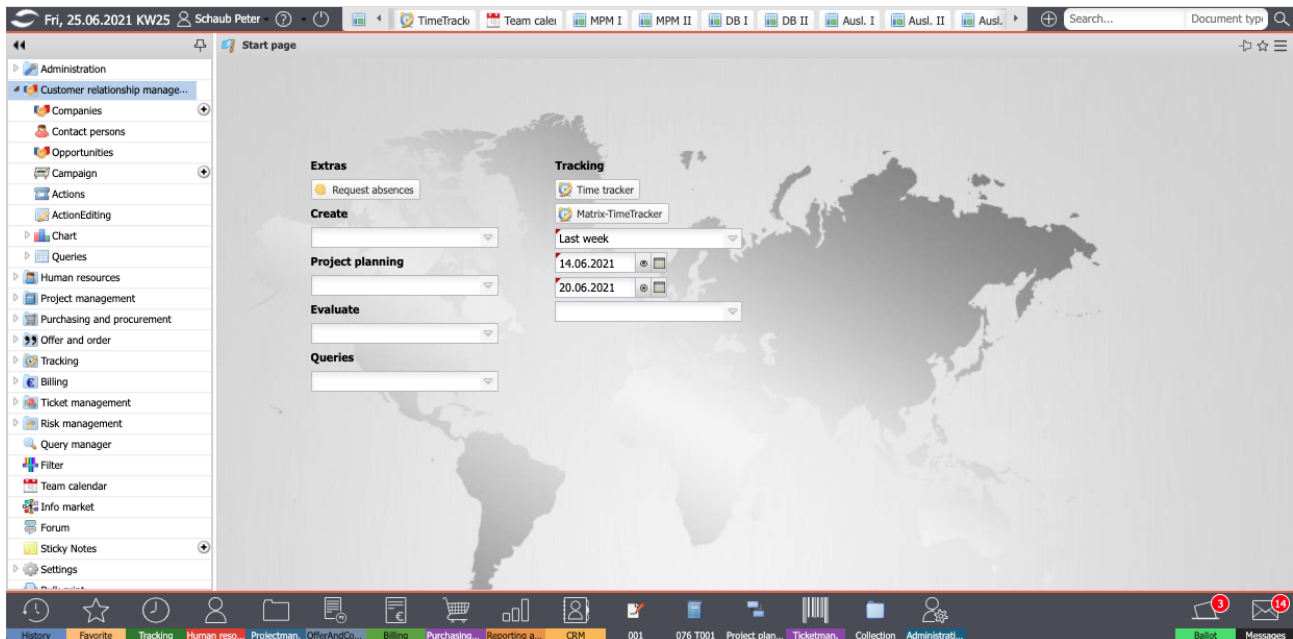 Fri, 25.06.2021 KW25 Schaub Peter
TimeTrack
Team caler
MPM I
MPM II
DB I
DB II
Ausl. I
Ausl. II
Ausl.
Search...
Document typ
Start page
Administration
Customer relationship manage...
Companies
Contact persons
Opportunities
Campaign
Actions
ActionEditing
Chart
Queries
Human resources
Project management
Purchasing and procurement
Offer and order
Tracking
Billing
Ticket management
Risk management
Query manager
Filter
Team calendar
Info market
Forum
Sticky Notes
Settings
Extras
Request absences
Create
Project planning
Evaluate
Queries
Tracking
Time tracker
Matrix-TimeTracker
Last week
14.06.2021
20.06.2021
3
14
History
Favorite
Tracking
Human reso...
Projectman.
OfferAndCo...
Billing
Purchasing...
Reporting a...
CRM
001
076 T001
Project plan...
Ticketman.
Collection
Administrati...
Ballot
Messages